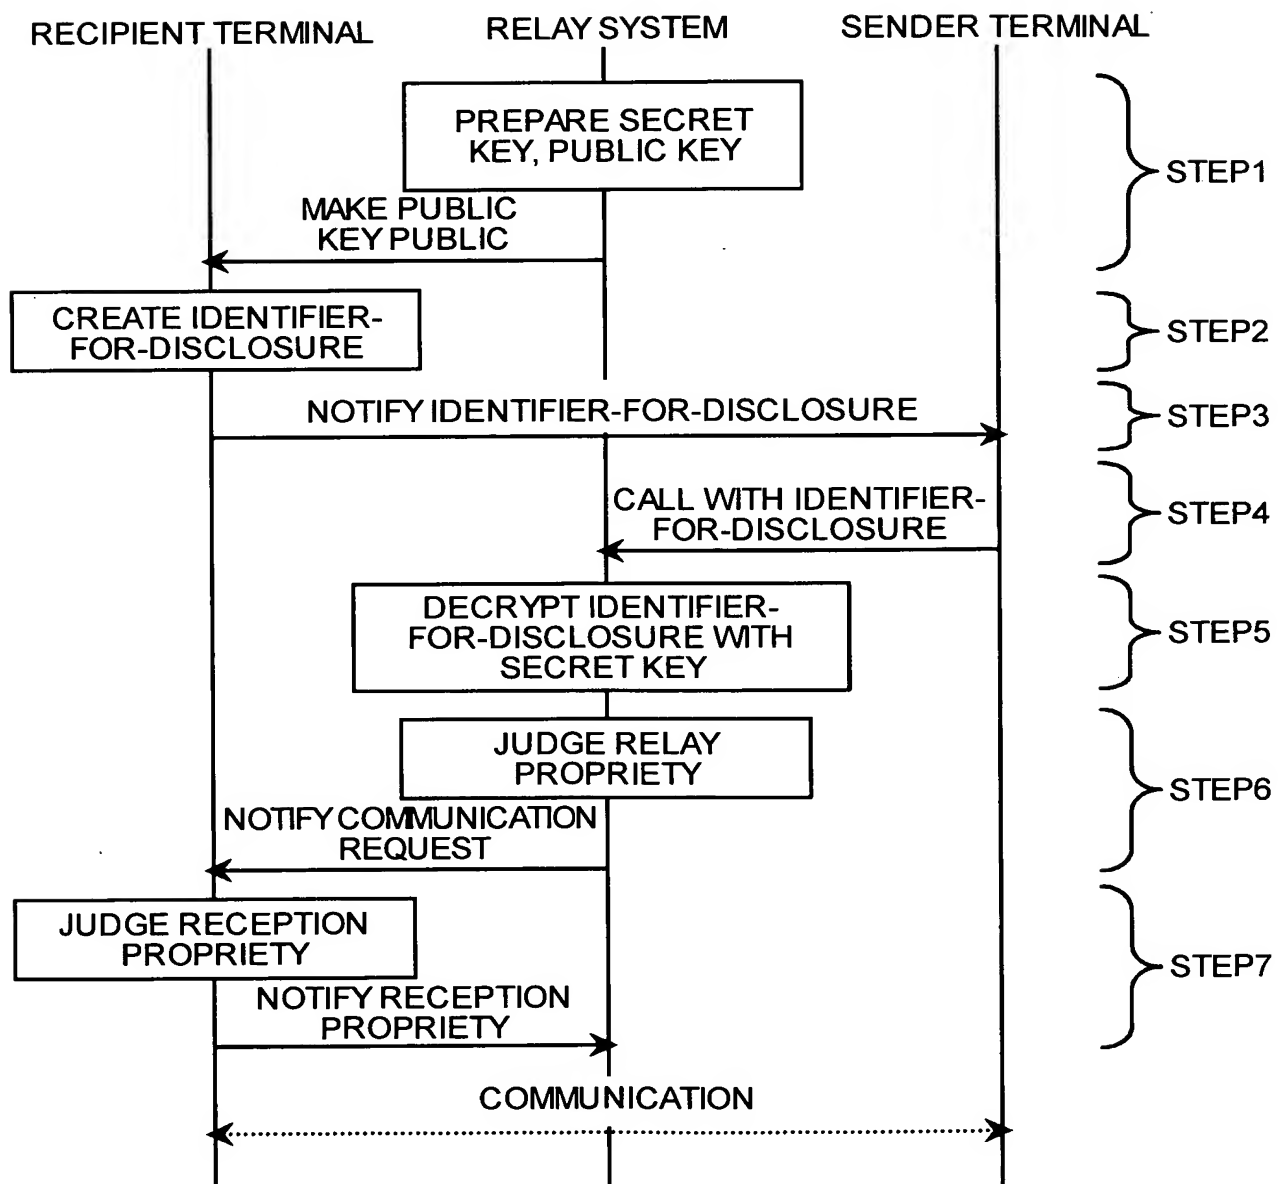 RECIPIENT TERMINAL
RELAY SYSTEM
SENDER TERMINAL
PREPARE SECRET
KEY, PUBLIC KEY
STEP1
MAKE PUBLIC
KEY PUBLIC
CREATE IDENTIFIER-
FOR-DISCLOSURE
STEP2
NOTIFY IDENTIFIER-FOR-DISCLOSURE
STEP3
CALL WITH IDENTIFIER-
FOR-DISCLOSURE
STEP4
DECRYPT IDENTIFIER-
FOR-DISCLOSURE WITH
SECRET KEY
STEP5
JUDGE RELAY
PROPRIETY
STEP6
NOTIFY COMMUNICATION
REQUEST
JUDGE RECEPTION
PROPRIETY
STEP7
NOTIFY RECEPTION
PROPRIETY
COMMUNICATION